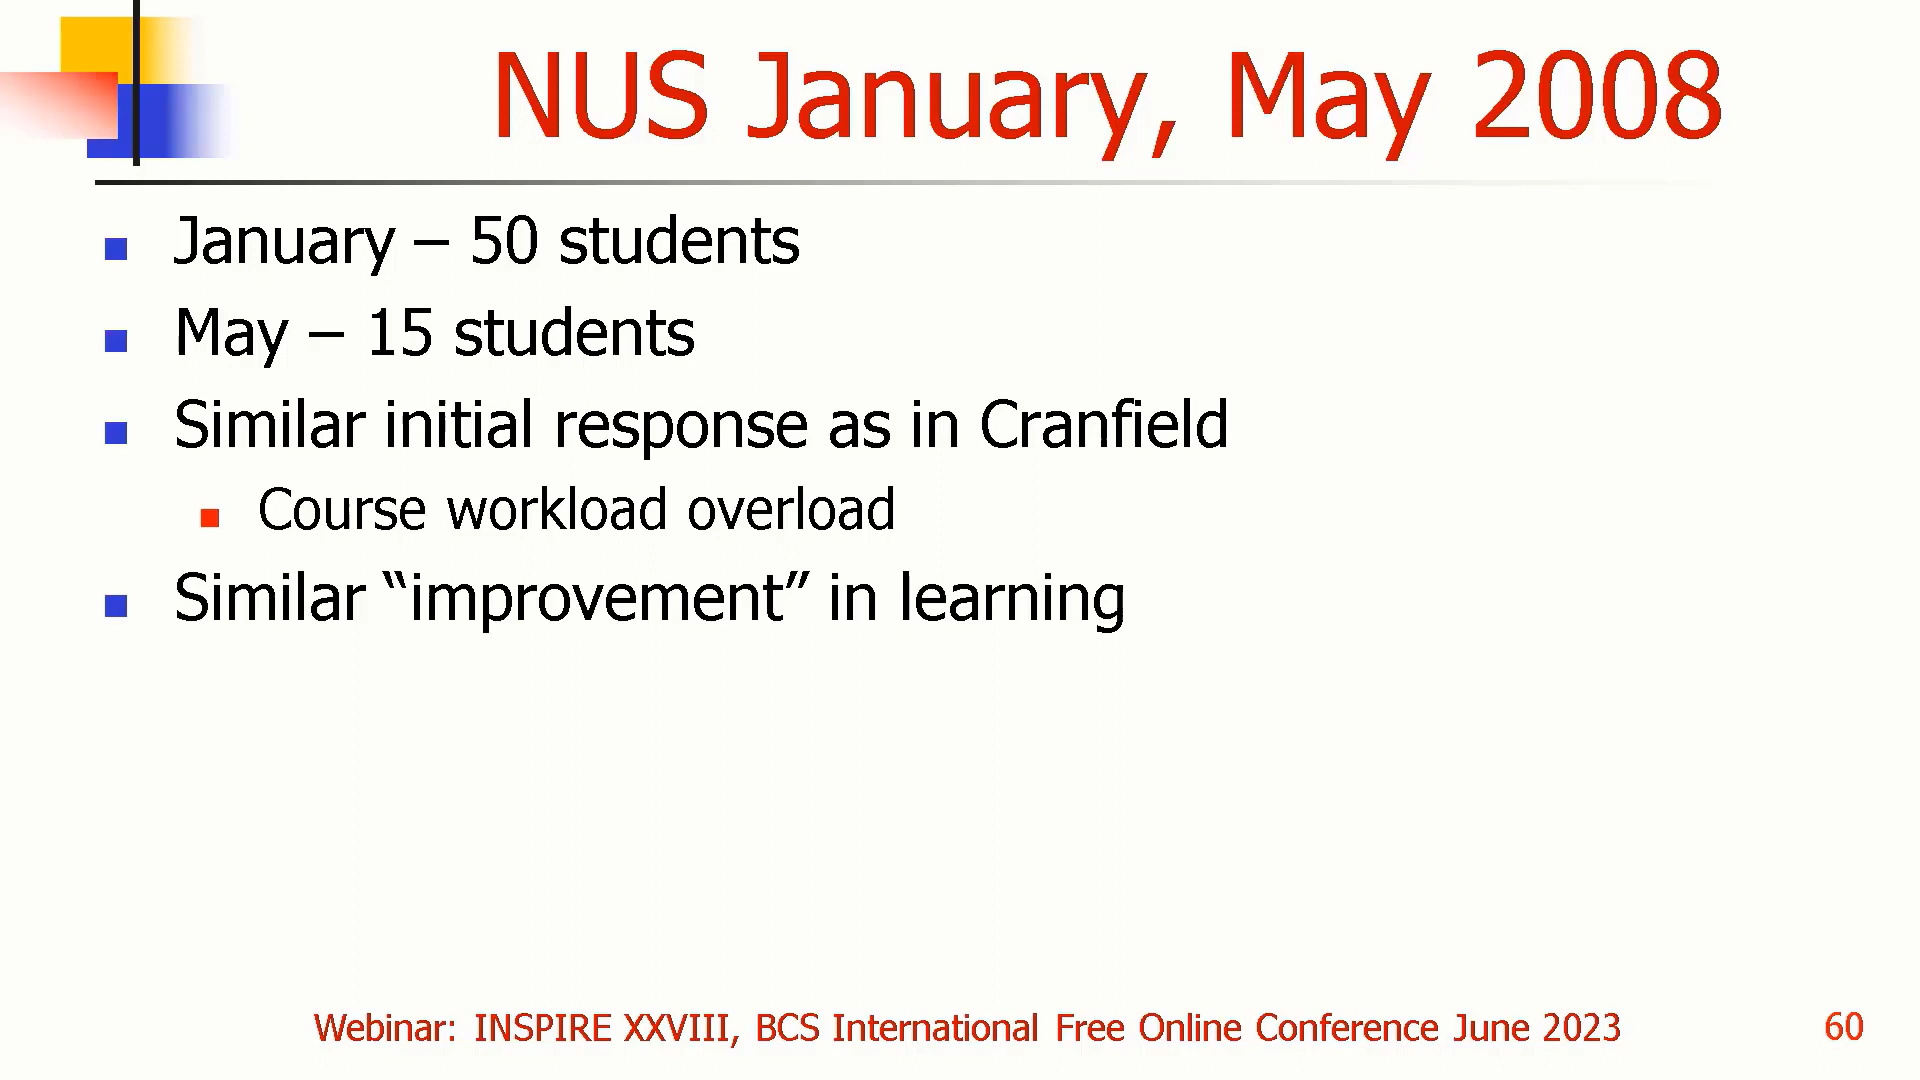 NUS January, May 2008
January – 50 students
May – 15 students
Similar initial response as in Cranfield
Course workload overload
Similar “improvement” in learning
Webinar: INSPIRE XXVIII, BCS International Free Online Conference June 2023 60